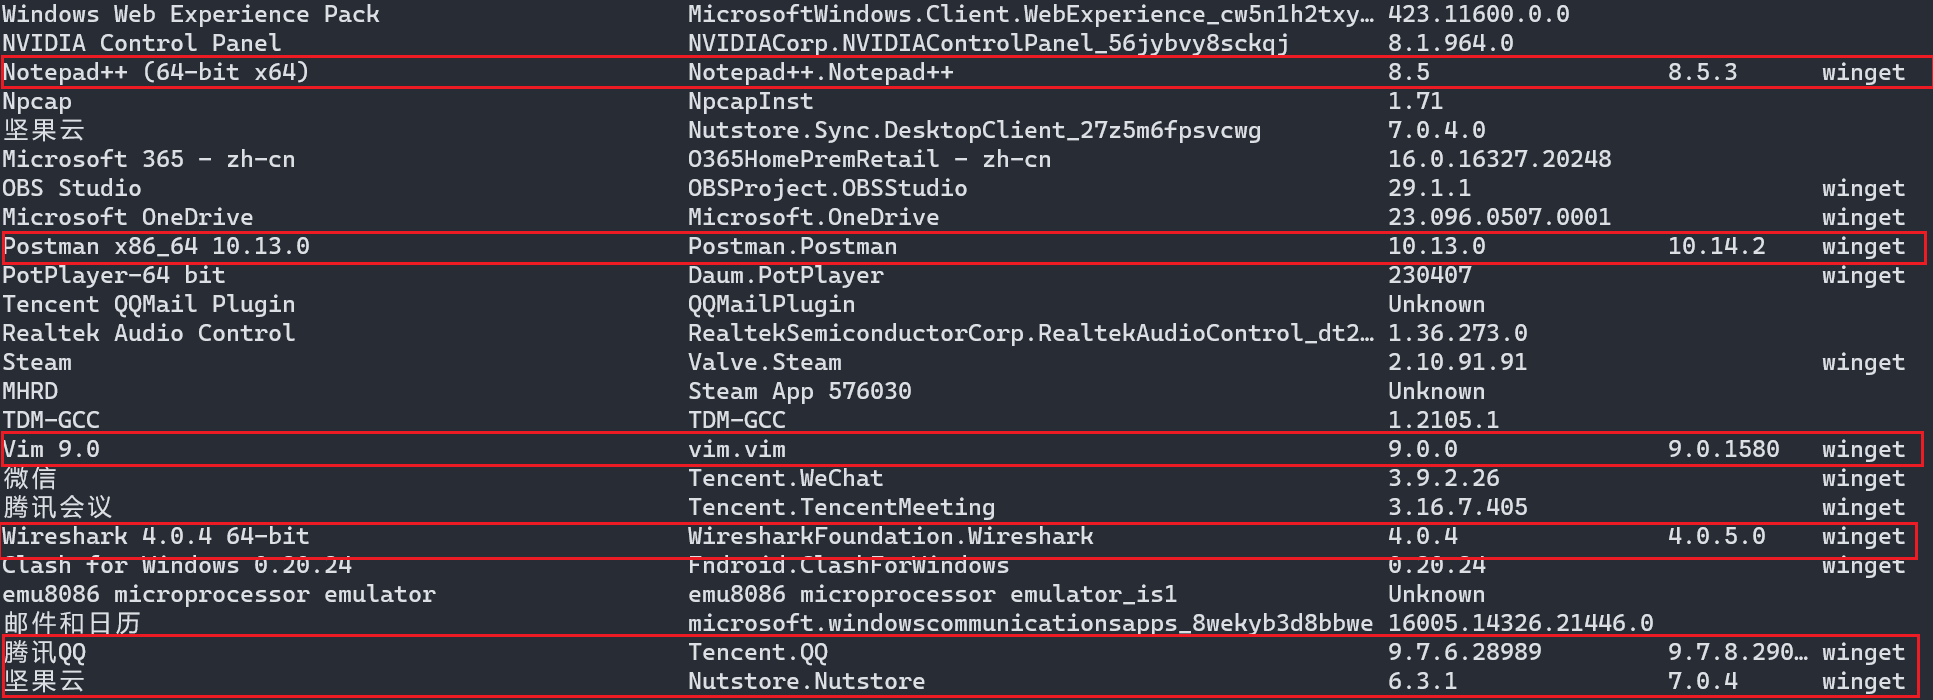 Windows Web Experience Pack MicrosoftWindows.Client.WebExperience_cw5n1h2txy… 423.11600.0.0
NVIDIA Control Panel NVIDIACorp.NVIDIAControlPanel_56jybvy8sckqj 8.1.964.0
Notepad++ (64-bit x64) Notepad++.Notepad++ 8.5 8.5.3 winget
Npcap NpcapInst 1.71
坚果云 Nutstore.Sync.DesktopClient_27z5m6fpsvcwg 7.0.4.0
Microsoft 365 - zh-cn O365HomePremRetail - zh-cn 16.0.16327.20248
OBS Studio OBSProject.OBSStudio 29.1.1 winget
Microsoft OneDrive Microsoft.OneDrive 23.096.0507.0001 winget
Postman x86_64 10.13.0 Postman.Postman 10.13.0 10.14.2 winget
PotPlayer-64 bit Daum.PotPlayer 230407 winget
Tencent QQMail Plugin QQMailPlugin Unknown
Realtek Audio Control RealtekSemiconductorCorp.RealtekAudioControl_dt2… 1.36.273.0
Steam Valve.Steam 2.10.91.91 winget
MHRD Steam App 576030 Unknown
TDM-GCC TDM-GCC 1.2105.1
Vim 9.0 vim.vim 9.0.0 9.0.1580 winget
微信 Tencent.WeChat 3.9.2.26 winget
腾讯会议 Tencent.TencentMeeting 3.16.7.405 winget
Wireshark 4.0.4 64-bit WiresharkFoundation.Wireshark 4.0.4 4.0.5.0 winget
Clash for Windows 0.20.24 Fndroid.ClashForWindows 0.20.24 winget
emu8086 microprocessor emulator emu8086 microprocessor emulator_is1 Unknown
邮件和日历 microsoft.windowscommunicationsapps_8wekyb3d8bbwe 16005.14326.21446.0
腾讯QQ Tencent.QQ 9.7.6.28989 9.7.8.290… winget
坚果云 Nutstore.Nutstore 6.3.1 7.0.4 winget